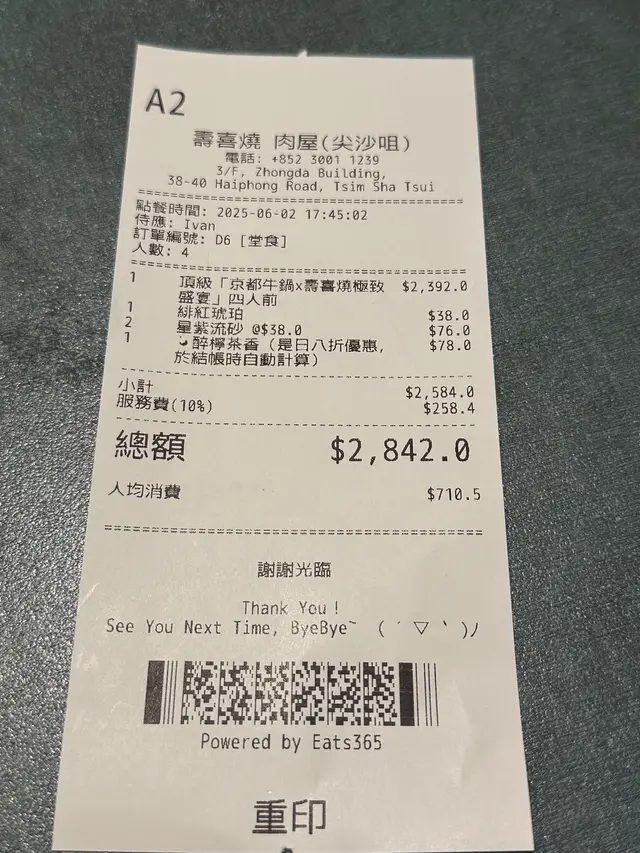 A2
壽喜燒 肉屋(尖沙咀)
電話: +852 3001 1239
3/F, Zhongda Building,
38-40 Haiphong Road, Tsim Sha Tsui
點餐時間: 2025-06-02 17:45:02
侍應: Ivan
訂單編號: D6 [堂食]
人數: 4
1 頂級「京都牛鍋x壽喜燒極致 $2,392.0
盛宴」四人前
1 緋紅琥珀 $38.0
2 星紫流砂 @$38.0 $76.0
1 醉檸茶香 (是日八折優惠, $78.0
於結帳時自動計算)
小計 $2,584.0
服務費(10%) $258.4
總額 $2,842.0
人均消費 $710.5
謝謝光臨
Thank You !
See You Next Time, ByeBye~ ( ´ ▽ ` )ﾉ
Powered by Eats365
重印